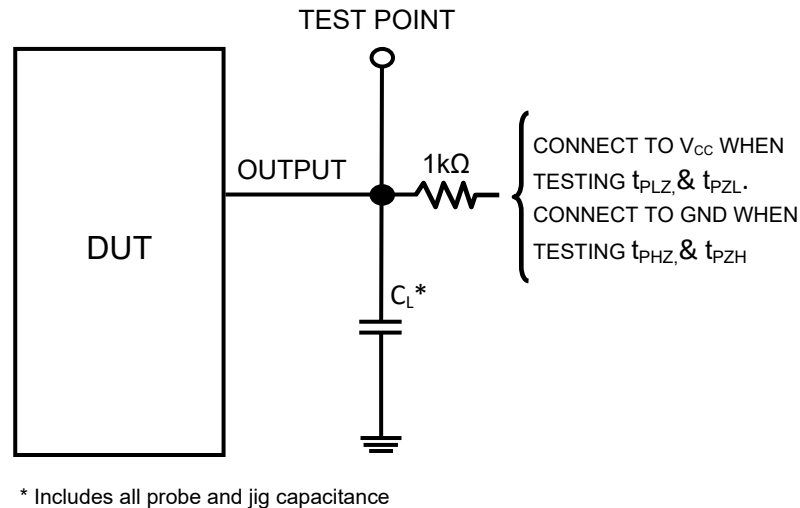 TEST POINT
OUTPUT
1kΩ
CONNECT TO VCC WHEN
TESTING tPLZ,& tPZL.
CONNECT TO GND WHEN
TESTING tPHZ,& tPZH
DUT
CL*
* Includes all probe and jig capacitance